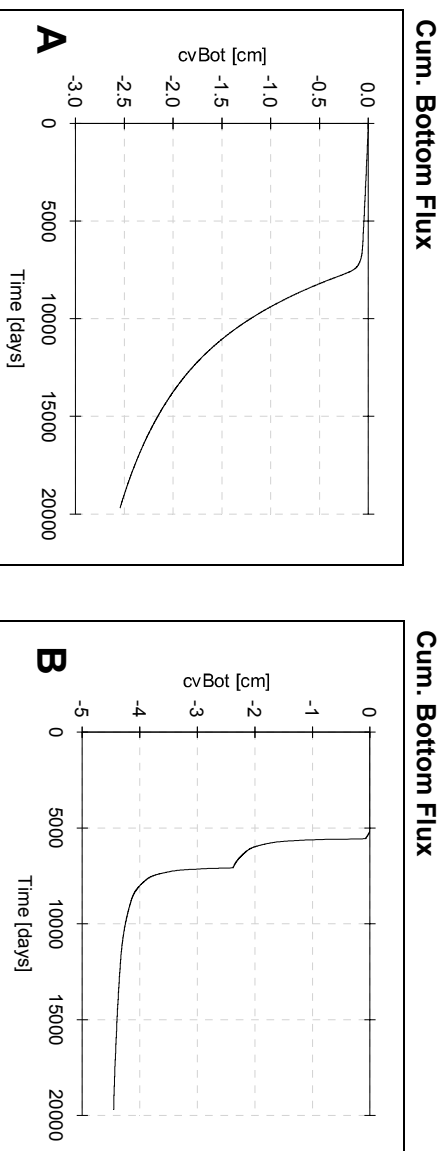 Cum. Bottom Flux
cvBot [cm]
0.0
-0.5
-1.0
-1.5
-2.0
-2.5
-3.0
0
5000
10000
15000
20000
Time [days]
A
Cum. Bottom Flux
cvBot [cm]
0
-1
-2
-3
-4
-5
0
5000
10000
15000
20000
Time [days]
B